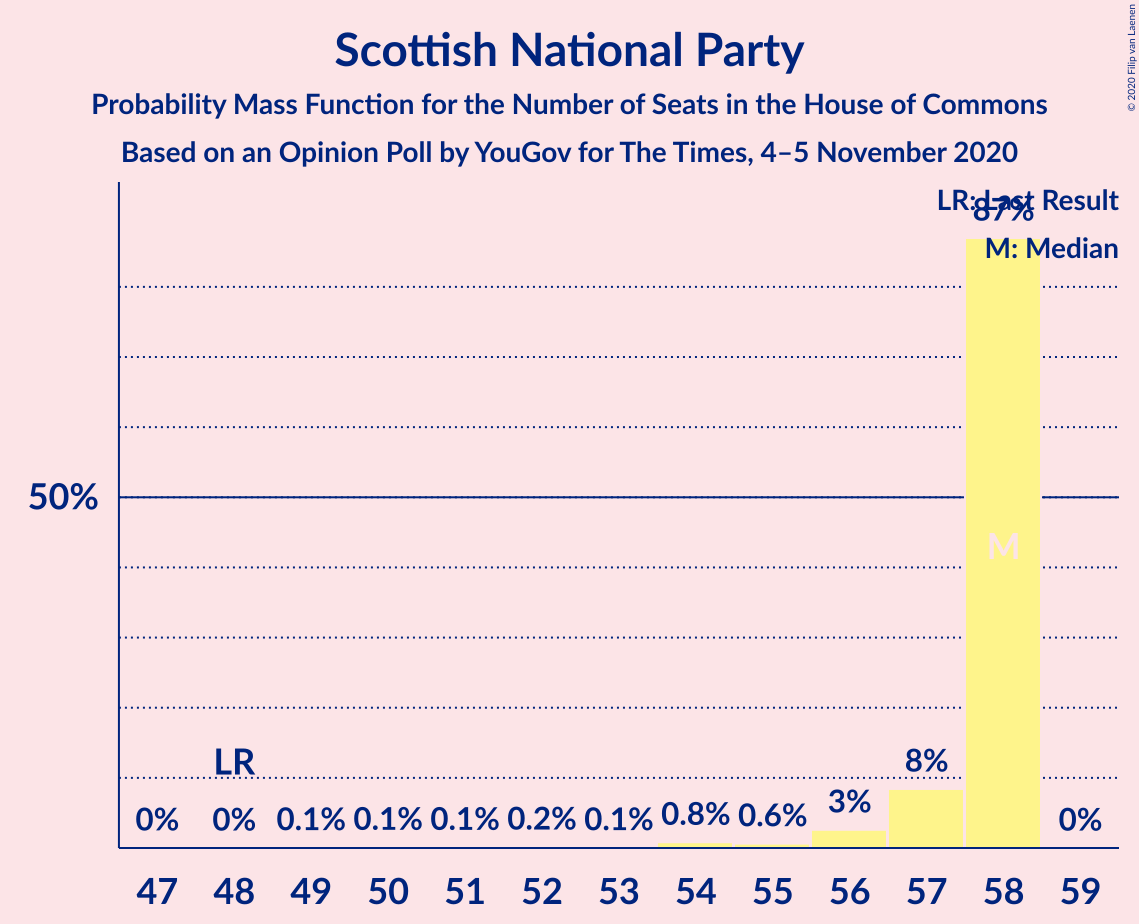 Scottish National Party
Probability Mass Function for the Number of Seats in the House of Commons
Based on an Opinion Poll by YouGov for The Times, 4–5 November 2020
© 2020 Filip van Laenen
LR: Last Result
87%
M: Median
50%
M
LR
8%
3%
0% 0% 0.1% 0.1% 0.1% 0.2% 0.1% 0.8% 0.6% 0%
47 48 49 50 51 52 53 54 55 56 57 58 59